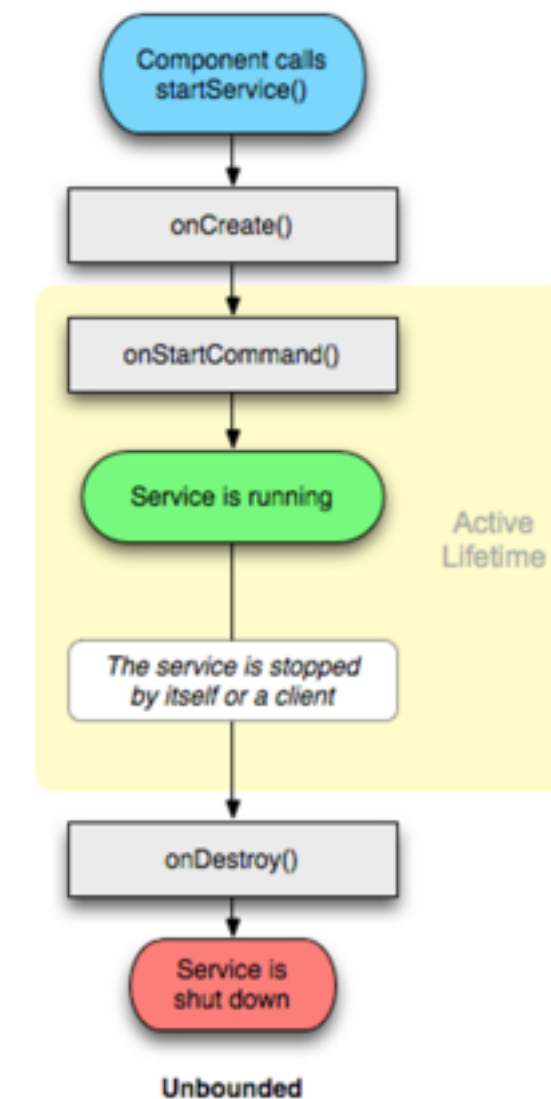 Component calls
startService()
onCreate()
onStartCommand()
Service is running
Active
Lifetime
The service is stopped
by itself or a client
onDestroy()
Service is
shut down
Unbounded